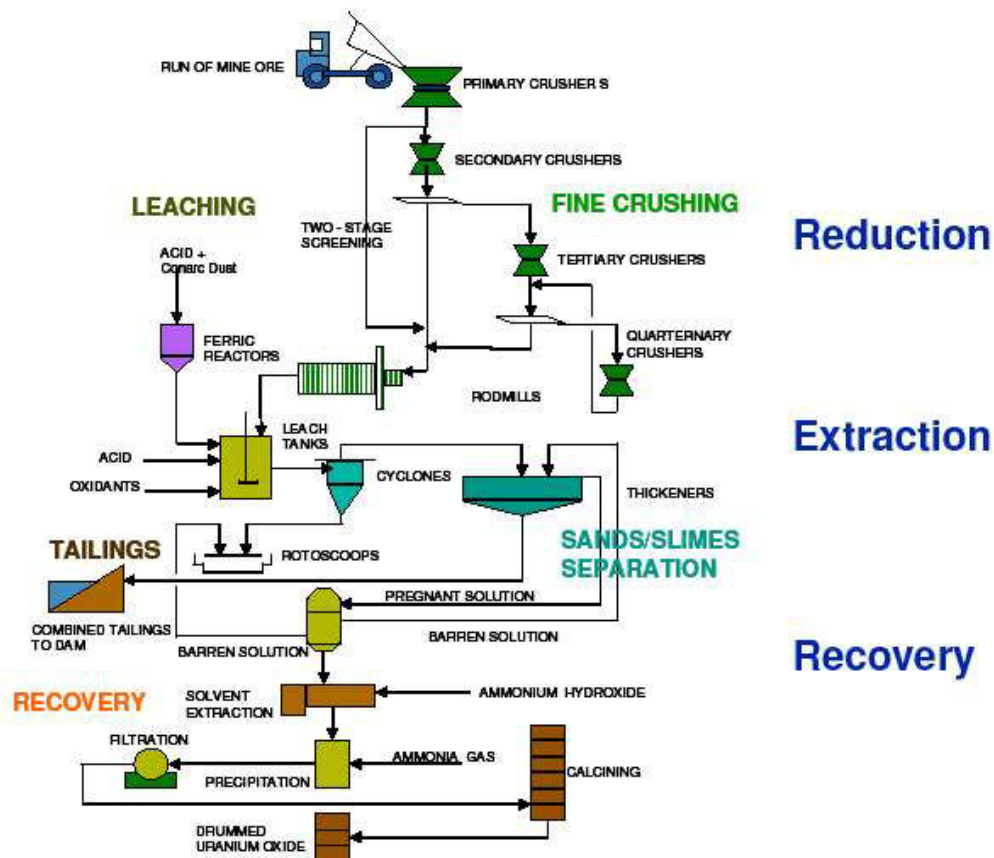 RUN OF MINE ORE
PRIMARY CRUSHER S
SECONDARY CRUSHERS
LEACHING
FINE CRUSHING
Reduction
TWO - STAGE
SCREENING
ACID +
Conarc Dust
TERTIARY CRUSHERS
FERRIC
REACTORS
QUARTERNARY
CRUSHERS
RODMILLS
Extraction
LEACH
TANKS
ACID
CYCLONES
OXIDANTS
THICKENERS
TAILINGS
ROTOSCOOPS
SANDS/SLIMES
SEPARATION
PREGNANT SOLUTION
COMBINED TAILINGS
TO DAM
BARREN SOLUTION
BARREN SOLUTION
Recovery
RECOVERY
SOLVENT
EXTRACTION
AMMONIUM HYDROXIDE
FILTRATION
AMMONIA GAS
CALCINING
PRECIPITATION
DRUMMED
URANIUM OXIDE